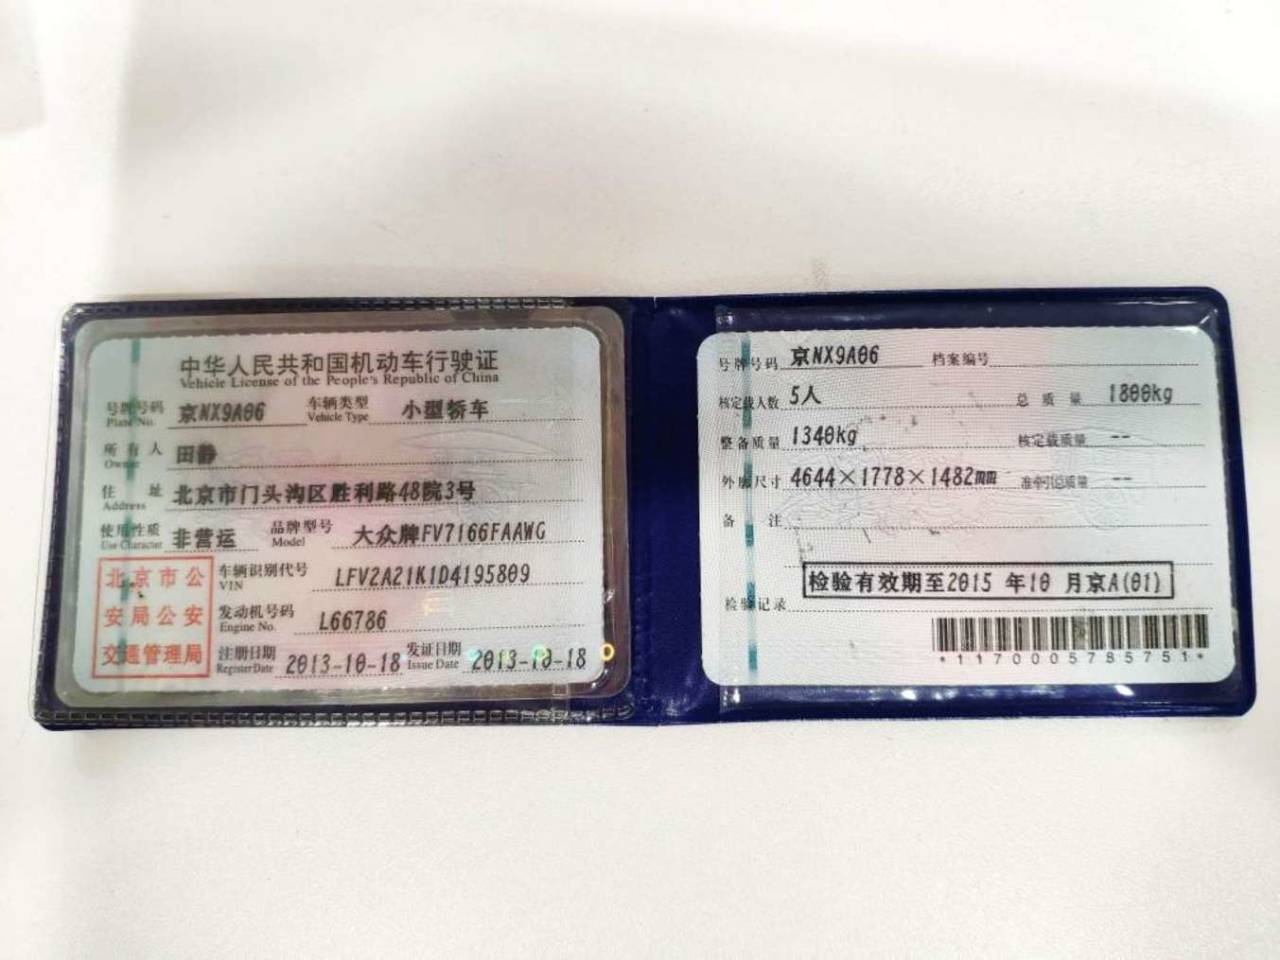 中华人民共和国机动车行驶证
Vehicle License of the People's Republic of China
号牌号码 京NX9A06 车辆类型 小型轿车
Plate No. Vehicle Type
所有人 田静
Owner
住址 北京市门头沟区胜利路48院3号
Address
使用性质 非营运 品牌型号 大众牌FV7166FAAWG
Use Character Model
北京市公安局公安交通管理局
车辆识别代号 LFV2A21K1D4195809
VIN
发动机号码 L66786
Engine No.
注册日期 2013-10-18 发证日期 2013-10-18
Register Date Issue Date
号牌号码 京NX9A06 档案编号
核定载人数 5人 总质量 1800kg
整备质量 1340kg 核定载质量 --
外廓尺寸 4644×1778×1482mm 准牵引总质量 --
备注
检验有效期至2015 年10 月京A(01)
检验记录
*1170005785751*